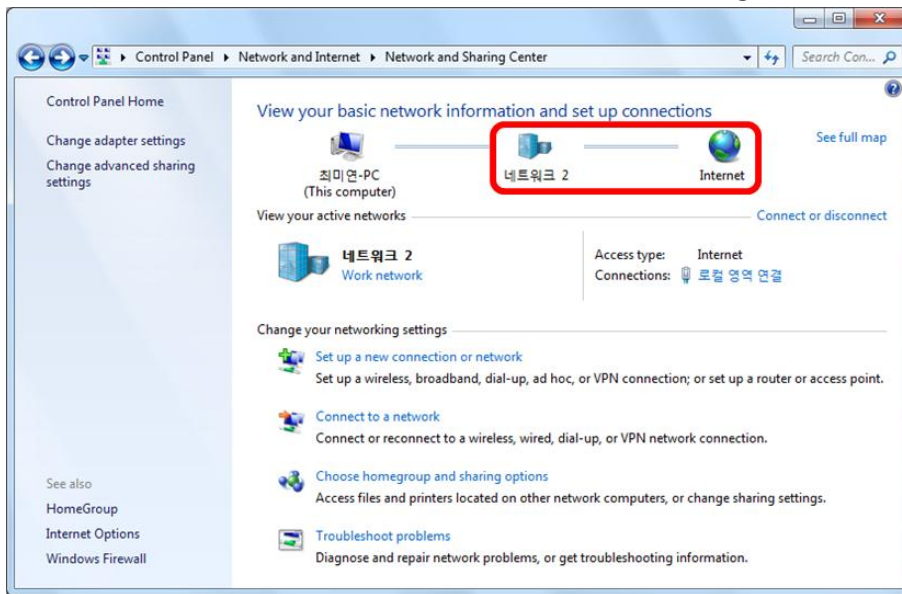 Control Panel ▸ Network and Internet ▸ Network and Sharing Center
Search Con...
Control Panel Home
Change adapter settings
Change advanced sharing
settings
View your basic network information and set up connections
See full map
최미연-PC
(This computer)
네트워크 2
Internet
View your active networks
Connect or disconnect
네트워크 2
Work network
Access type: Internet
Connections: 로컬 영역 연결
Change your networking settings
Set up a new connection or network
Set up a wireless, broadband, dial-up, ad hoc, or VPN connection; or set up a router or access point.
Connect to a network
Connect or reconnect to a wireless, wired, dial-up, or VPN network connection.
Choose homegroup and sharing options
Access files and printers located on other network computers, or change sharing settings.
Troubleshoot problems
Diagnose and repair network problems, or get troubleshooting information.
See also
HomeGroup
Internet Options
Windows Firewall